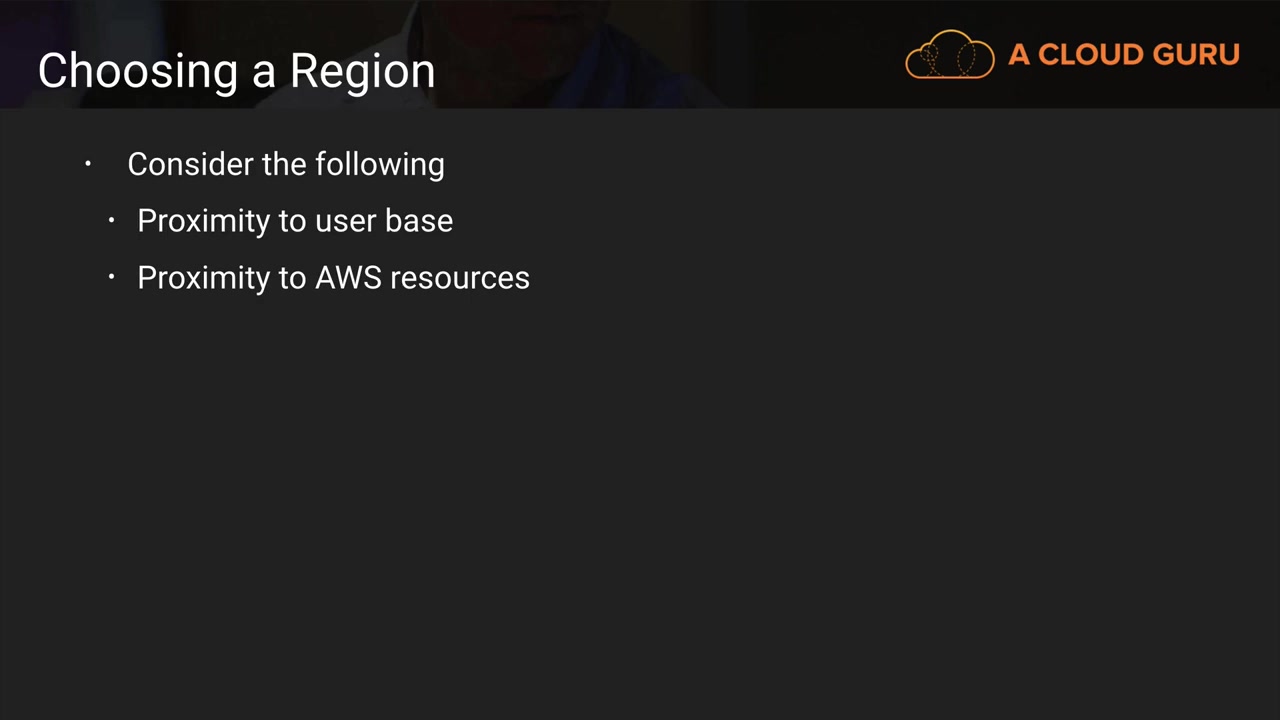 Choosing a Region
A CLOUD GURU
· Consider the following
· Proximity to user base
· Proximity to AWS resources